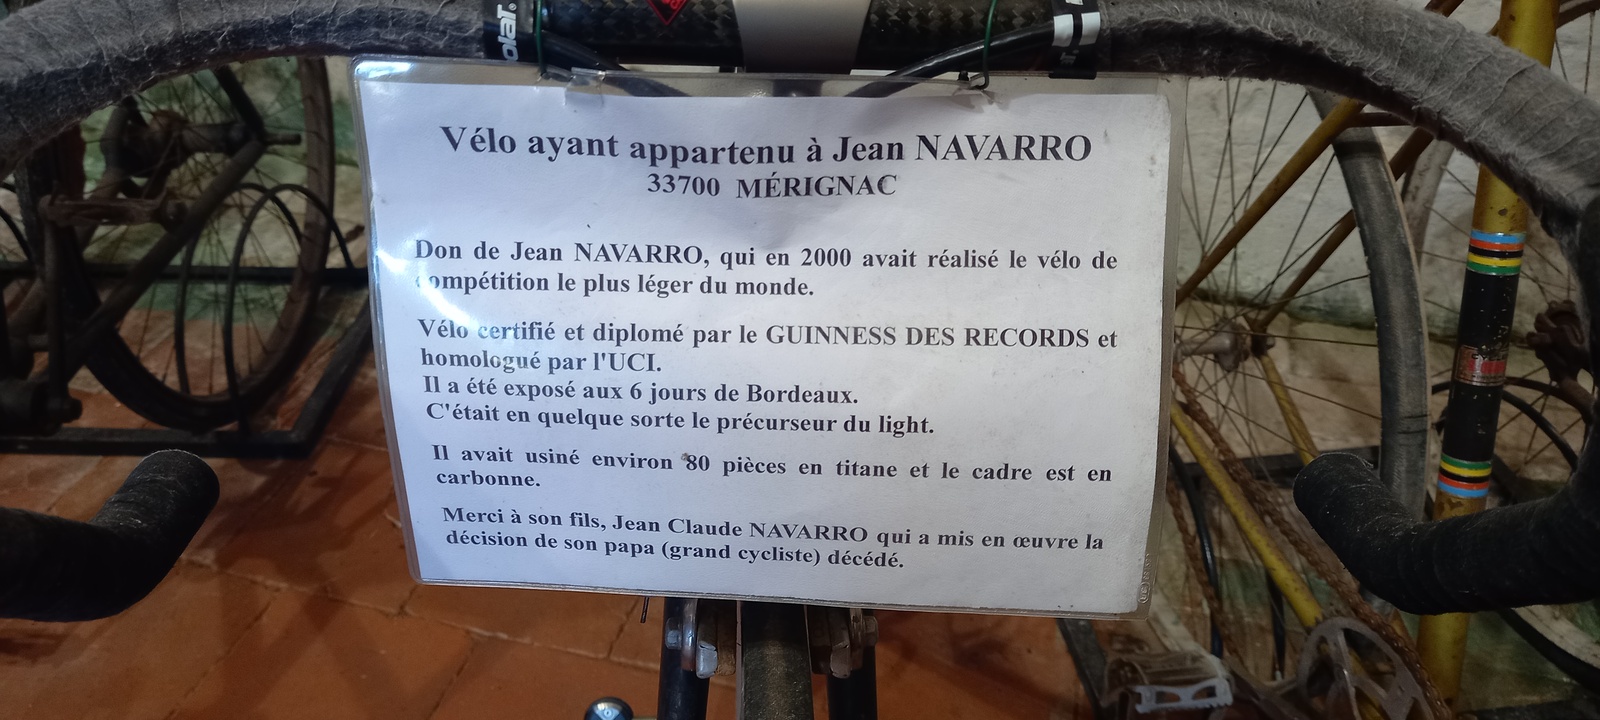 olaT®
Vélo ayant appartenu à Jean NAVARRO
33700 MÉRIGNAC
Don de Jean NAVARRO, qui en 2000 avait réalisé le vélo de
compétition le plus léger du monde.
Vélo certifié et diplomé par le GUINNESS DES RECORDS et
homologué par l'UCI.
Il a été exposé aux 6 jours de Bordeaux.
C'était en quelque sorte le précurseur du light.
Il avait usiné environ 80 pièces en titane et le cadre est en
carbonne.
Merci à son fils, Jean Claude NAVARRO qui a mis en œuvre la
décision de son papa (grand cycliste) décédé.